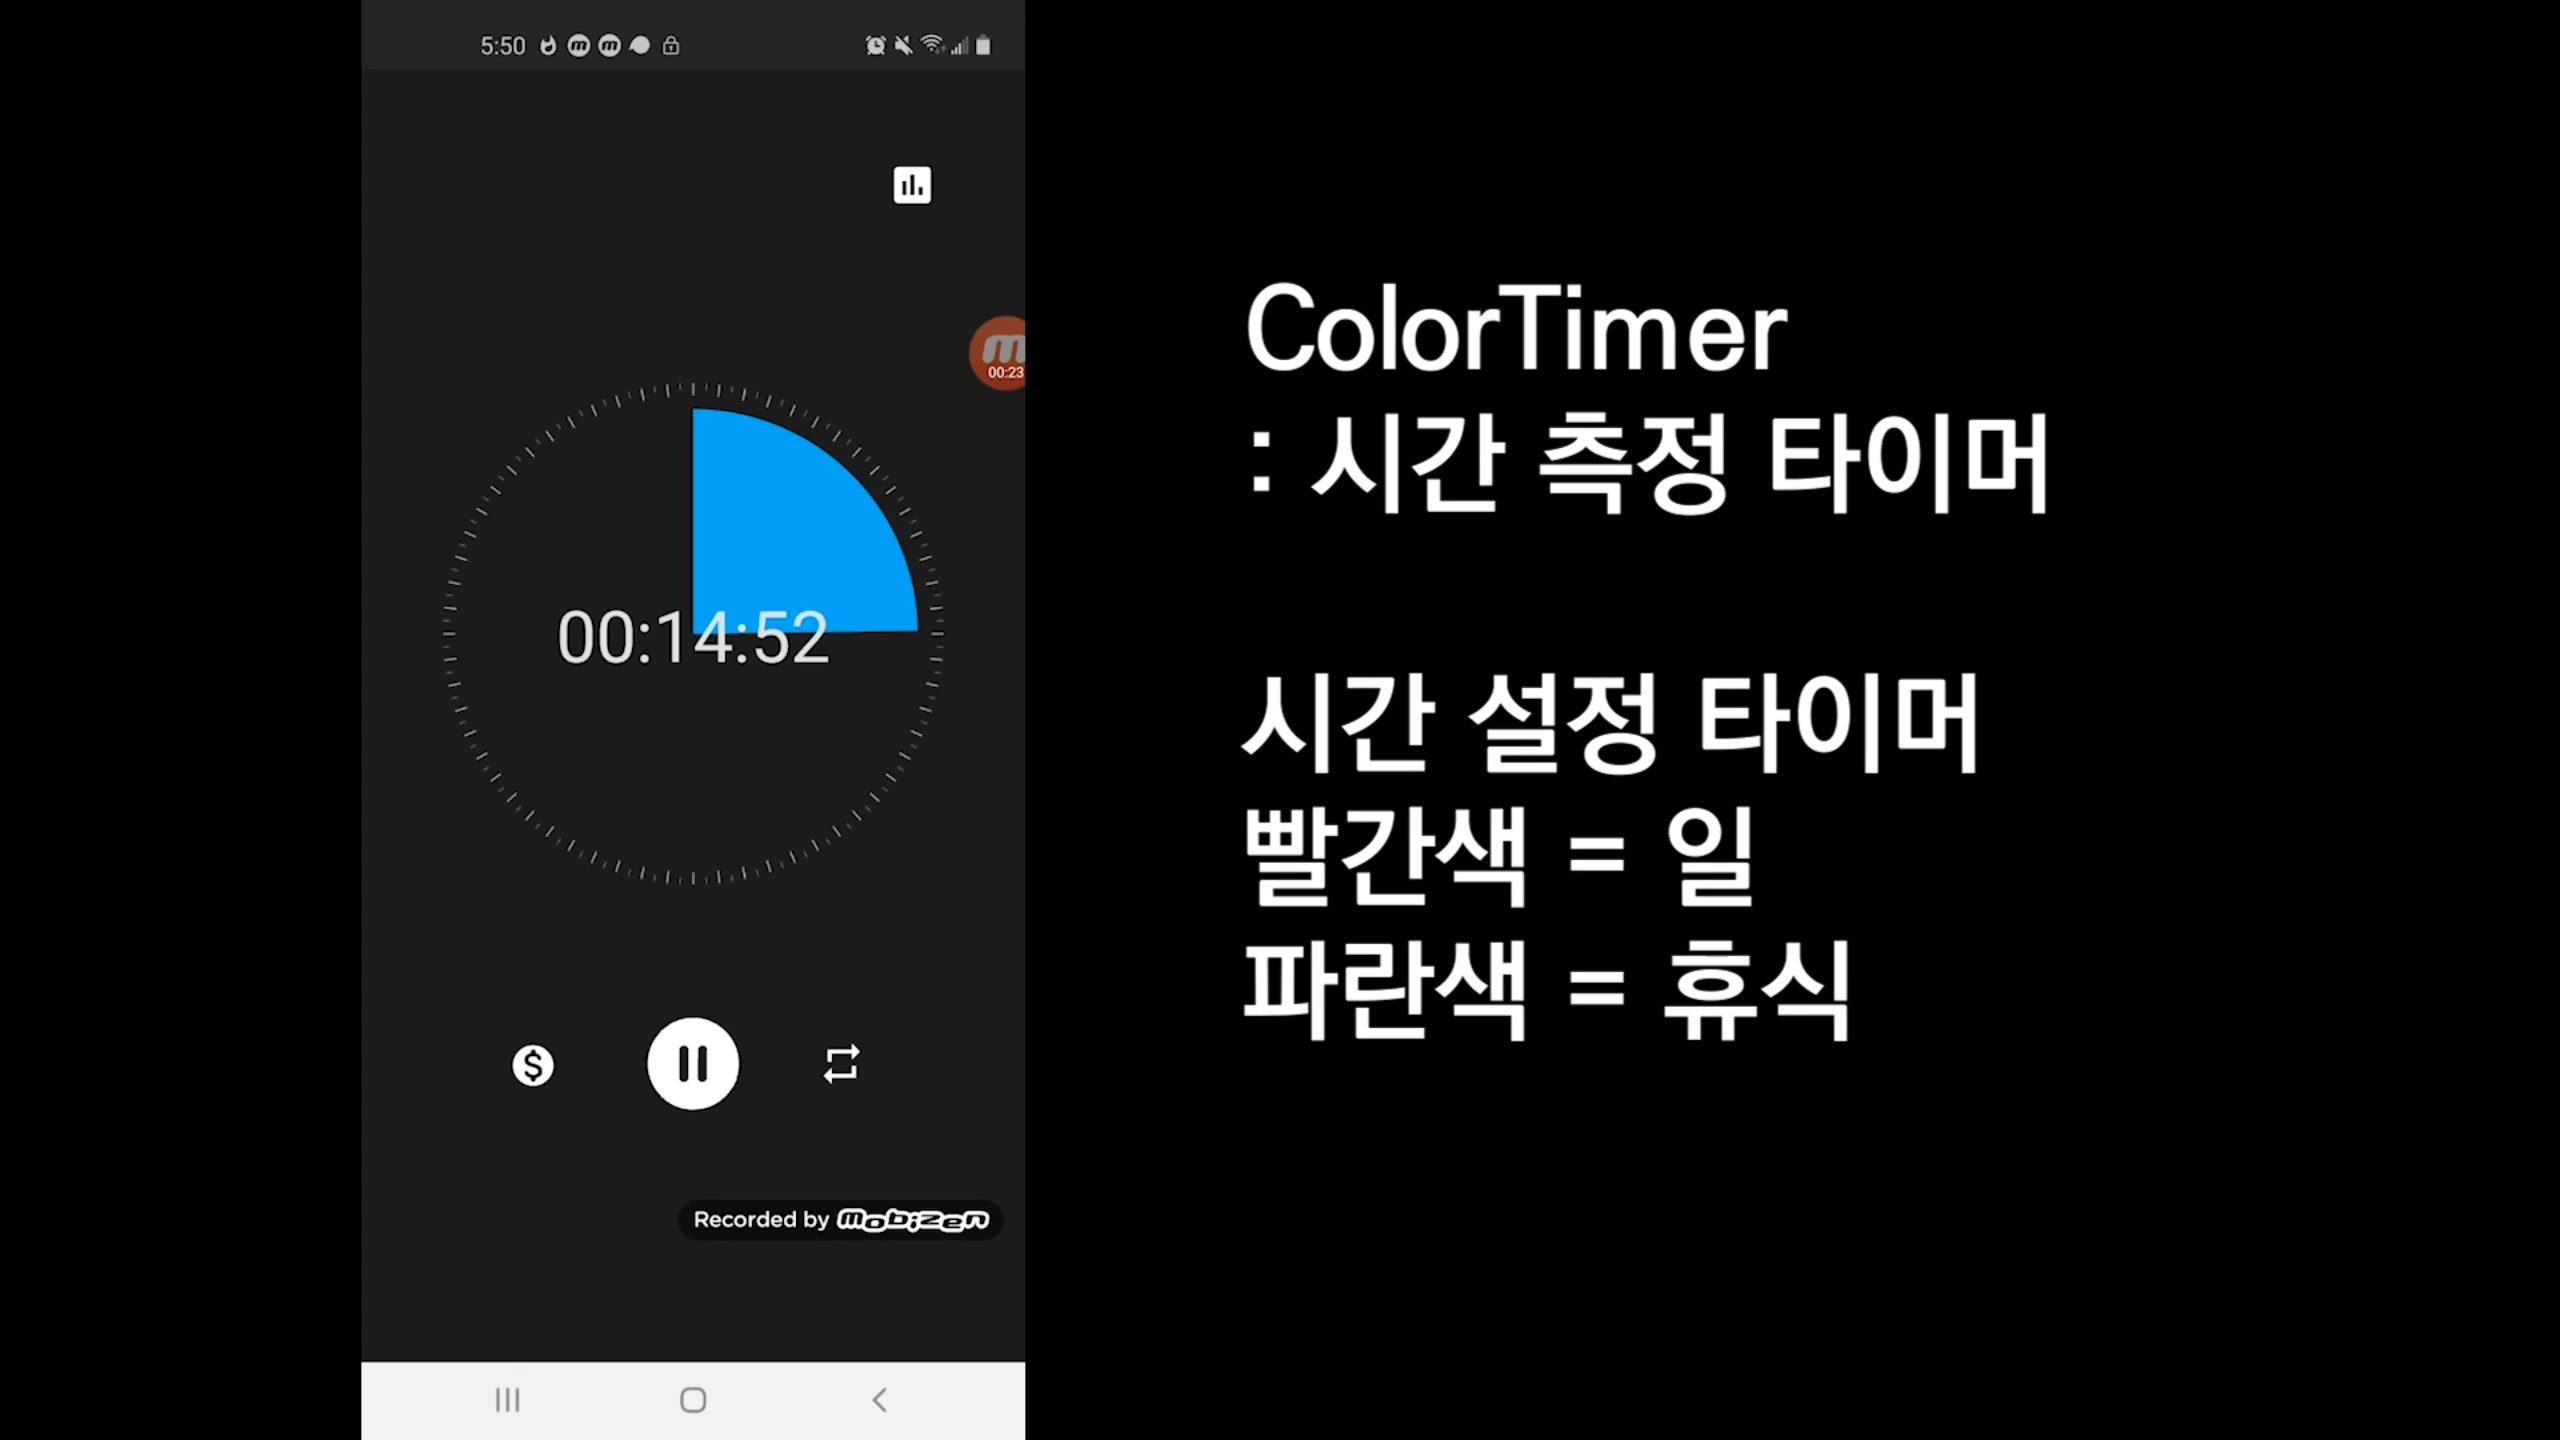 5:50
00:23
00:14:52
Recorded by mobizen
ColorTimer
: 시간 측정 타이머
시간 설정 타이머
빨간색 = 일
파란색 = 휴식